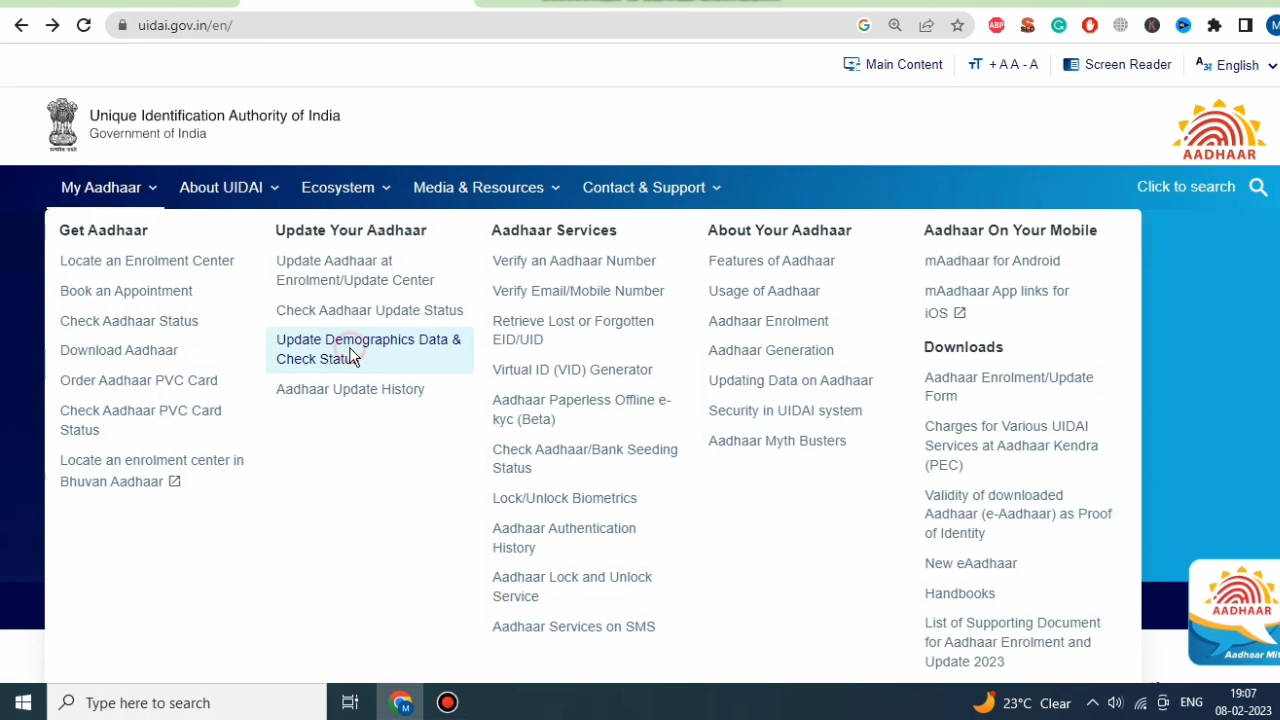 uidai.gov.in/en/
Main Content
+ A A - A
Screen Reader
English
Unique Identification Authority of India
Government of India
AADHAAR
My Aadhaar
About UIDAI
Ecosystem
Media & Resources
Contact & Support
Click to search
Get Aadhaar
Locate an Enrolment Center
Book an Appointment
Check Aadhaar Status
Download Aadhaar
Order Aadhaar PVC Card
Check Aadhaar PVC Card
Status
Locate an enrolment center in
Bhuvan Aadhaar
Update Your Aadhaar
Update Aadhaar at
Enrolment/Update Center
Check Aadhaar Update Status
Update Demographics Data &
Check Status
Aadhaar Update History
Aadhaar Services
Verify an Aadhaar Number
Verify Email/Mobile Number
Retrieve Lost or Forgotten
EID/UID
Virtual ID (VID) Generator
Aadhaar Paperless Offline e-
kyc (Beta)
Check Aadhaar/Bank Seeding
Status
Lock/Unlock Biometrics
Aadhaar Authentication
History
Aadhaar Lock and Unlock
Service
Aadhaar Services on SMS
About Your Aadhaar
Features of Aadhaar
Usage of Aadhaar
Aadhaar Enrolment
Aadhaar Generation
Updating Data on Aadhaar
Security in UIDAI system
Aadhaar Myth Busters
Aadhaar On Your Mobile
mAadhaar for Android
mAadhaar App links for
iOS
Downloads
Aadhaar Enrolment/Update
Form
Charges for Various UIDAI
Services at Aadhaar Kendra
(PEC)
Validity of downloaded
Aadhaar (e-Aadhaar) as Proof
of Identity
New eAadhaar
Handbooks
List of Supporting Document
for Aadhaar Enrolment and
Update 2023
AADHAAR
Aadhaar Mit
Type here to search
23°C Clear
ENG
19:07
08-02-2023